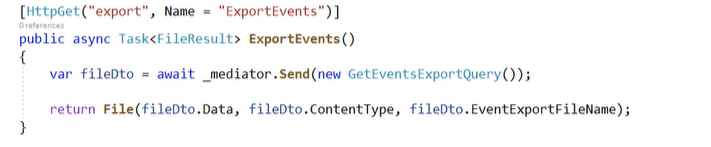 [HttpGet("export", Name = "ExportEvents")]
0 references
public async Task<FileResult> ExportEvents()
{
    var fileDto = await _mediator.Send(new GetEventsExportQuery());
    return File(fileDto.Data, fileDto.ContentType, fileDto.EventExportFileName);
}